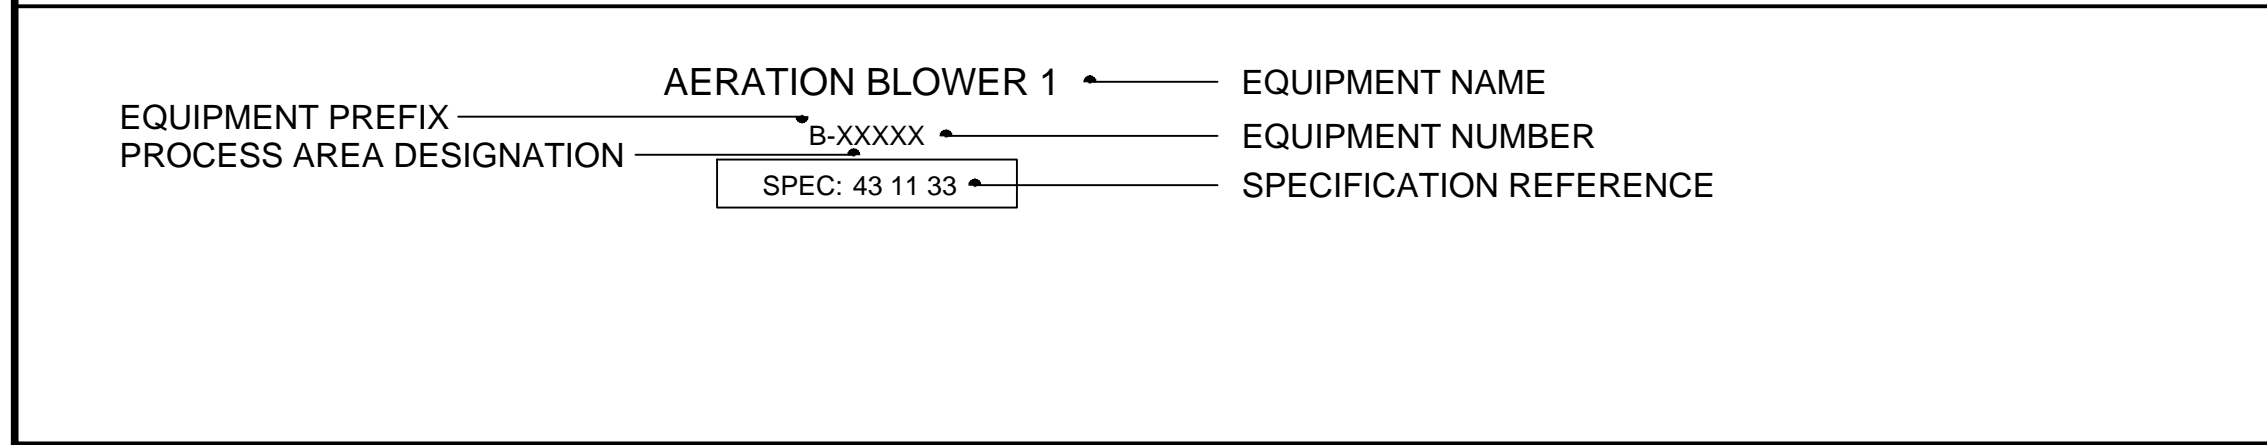 AERATION BLOWER 1 EQUIPMENT NAME
EQUIPMENT PREFIX
B-XXXXX EQUIPMENT NUMBER
PROCESS AREA DESIGNATION
SPEC: 43 11 33 SPECIFICATION REFERENCE